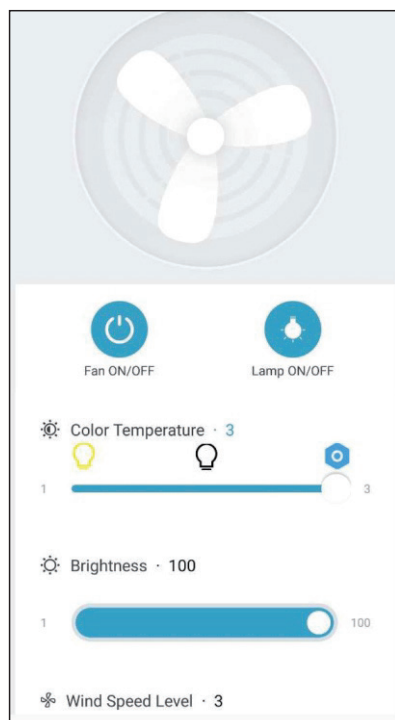 Fan ON/OFF Lamp ON/OFF
Color Temperature · 3
1 3
Brightness · 100
1 100
Wind Speed Level · 3